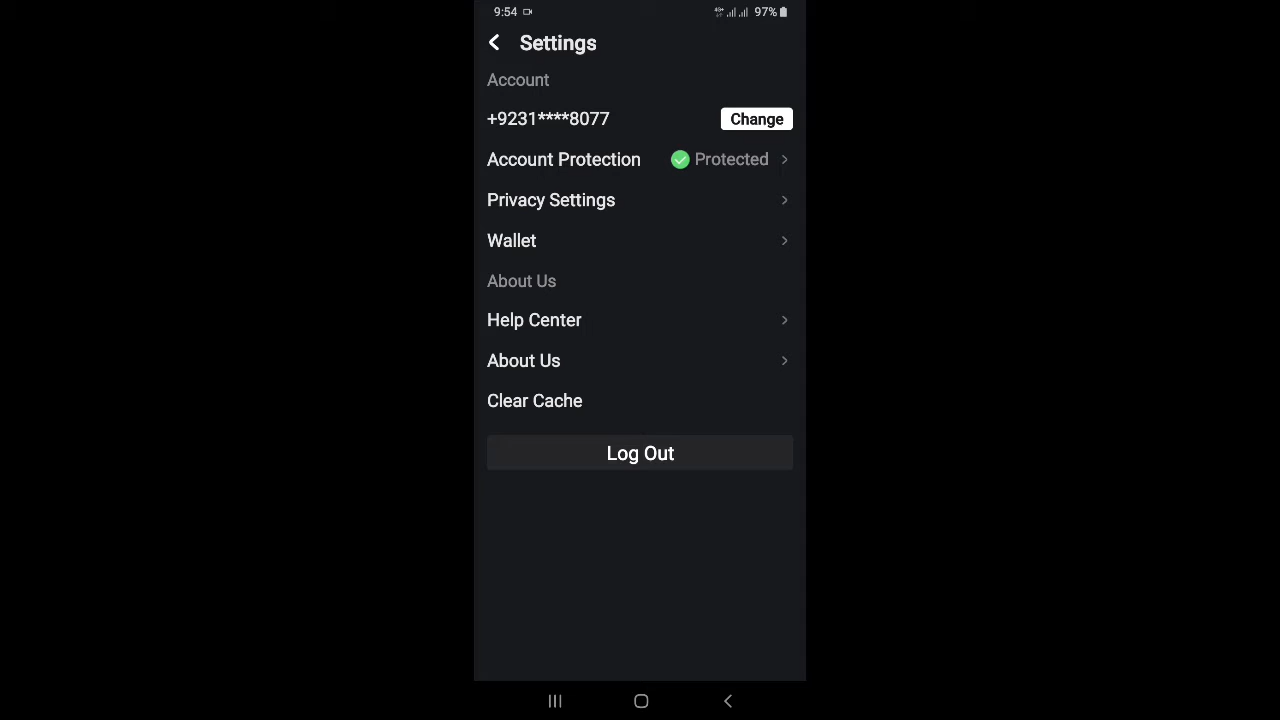 9:54 97%
Settings
Account
+9231****8077 Change
Account Protection Protected
Privacy Settings
Wallet
About Us
Help Center
About Us
Clear Cache
Log Out